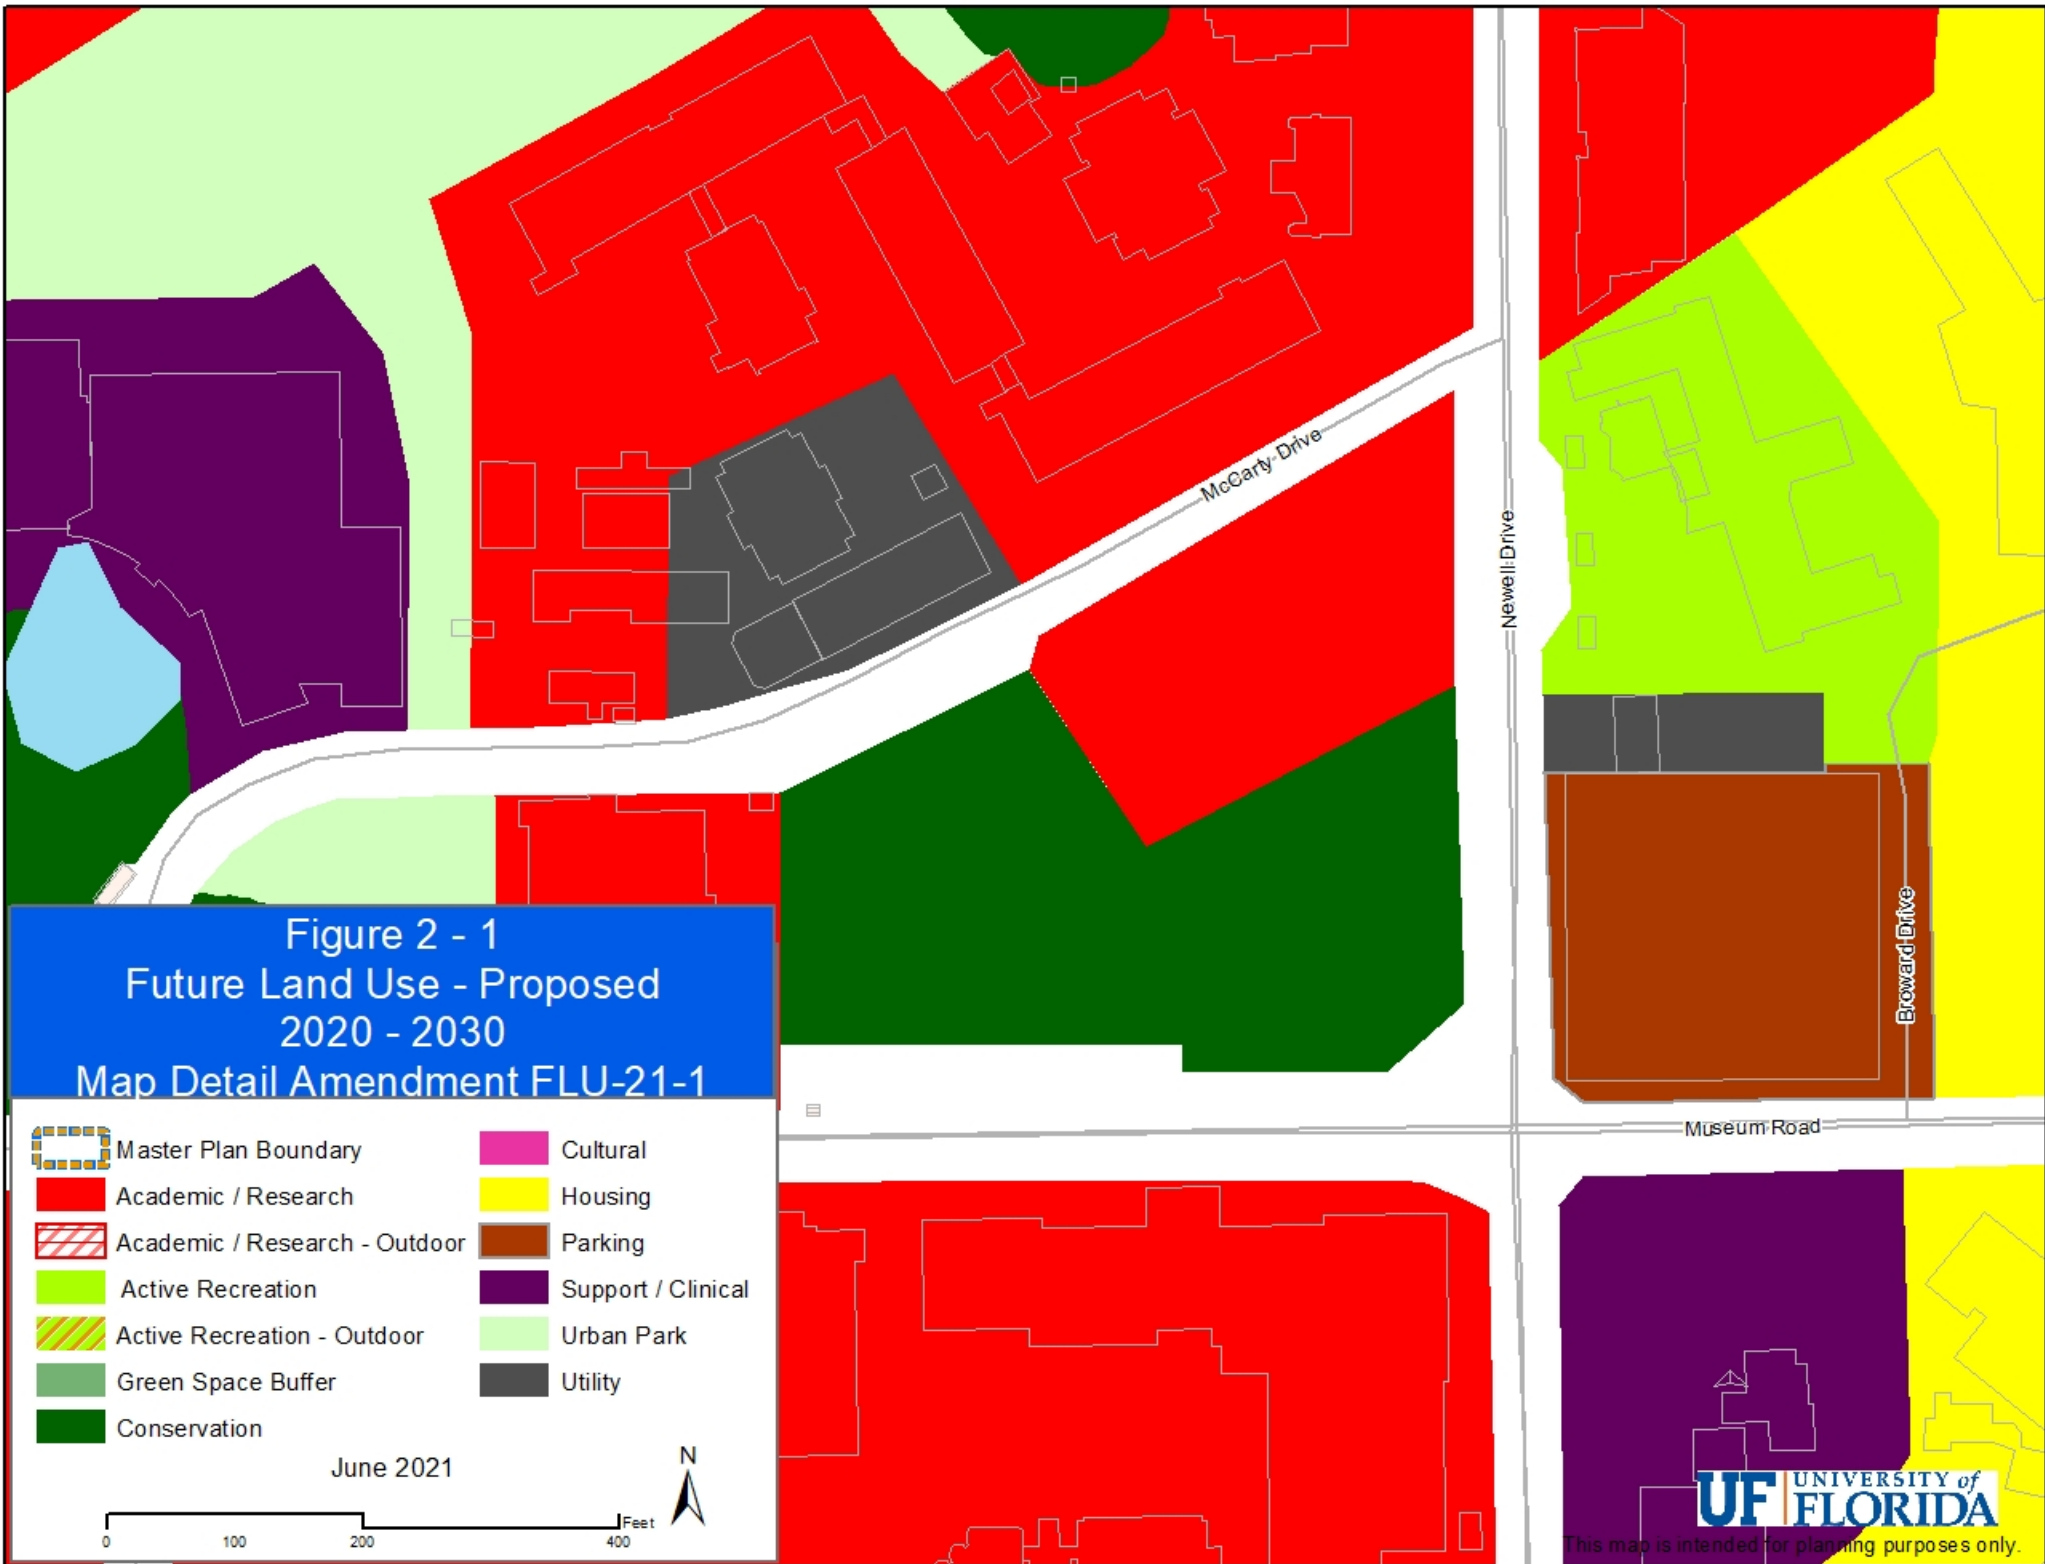 McCarty Drive
Newell Drive
Broward Drive
Museum Road
Figure 2 - 1
Future Land Use - Proposed
2020 - 2030
Map Detail Amendment FLU-21-1
Master Plan Boundary
Academic / Research
Academic / Research - Outdoor
Active Recreation
Active Recreation - Outdoor
Green Space Buffer
Conservation
Cultural
Housing
Parking
Support / Clinical
Urban Park
Utility
June 2021
N
Feet
0 100 200 400
UF UNIVERSITY of
FLORIDA
This map is intended for planning purposes only.